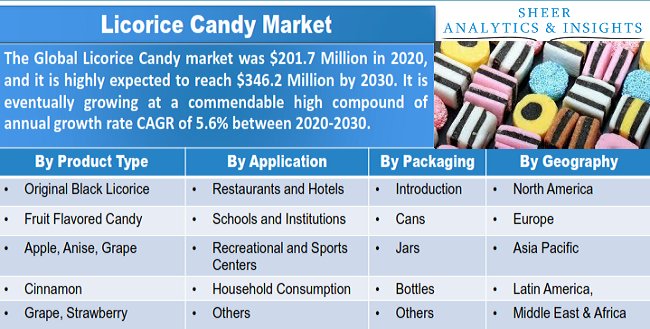 Licorice Candy Market
SHEER
ANALYTICS & INSIGHTS
The Global Licorice Candy market was $201.7 Million in 2020,
and it is highly expected to reach $346.2 Million by 2030. It is
eventually growing at a commendable high compound of
annual growth rate CAGR of 5.6% between 2020-2030.
By Product Type By Application By Packaging By Geography
• Original Black Licorice • Restaurants and Hotels • Introduction • North America
• Fruit Flavored Candy • Schools and Institutions • Cans • Europe
• Apple, Anise, Grape • Recreational and Sports • Jars • Asia Pacific
Centers
• Cinnamon • Household Consumption • Bottles • Latin America,
• Grape, Strawberry • Others • Others • Middle East & Africa